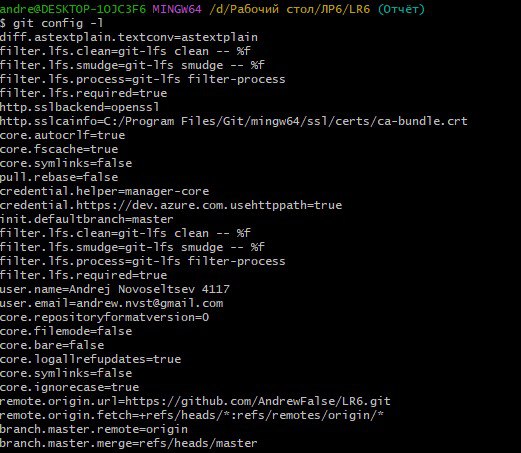 andre@DESKTOP-1OJC3F6 MINGW64 /d/Рабочий стол/ЛР6/LR6 (Отчёт)
$ git config -l
diff.astextplain.textconv=astextplain
filter.lfs.clean=git-lfs clean -- %f
filter.lfs.smudge=git-lfs smudge -- %f
filter.lfs.process=git-lfs filter-process
filter.lfs.required=true
http.sslbackend=openssl
http.sslcainfo=C:/Program Files/Git/mingw64/ssl/certs/ca-bundle.crt
core.autocrlf=true
core.fscache=true
core.symlinks=false
pull.rebase=false
credential.helper=manager-core
credential.https://dev.azure.com.usehttppath=true
init.defaultbranch=master
filter.lfs.clean=git-lfs clean -- %f
filter.lfs.smudge=git-lfs smudge -- %f
filter.lfs.process=git-lfs filter-process
filter.lfs.required=true
user.name=Andrej Novoseltsev 4117
user.email=andrew.nvst@gmail.com
core.repositoryformatversion=0
core.filemode=false
core.bare=false
core.logallrefupdates=true
core.symlinks=false
core.ignorecase=true
remote.origin.url=https://github.com/AndrewFalse/LR6.git
remote.origin.fetch=+refs/heads/*:refs/remotes/origin/*
branch.master.remote=origin
branch.master.merge=refs/heads/master